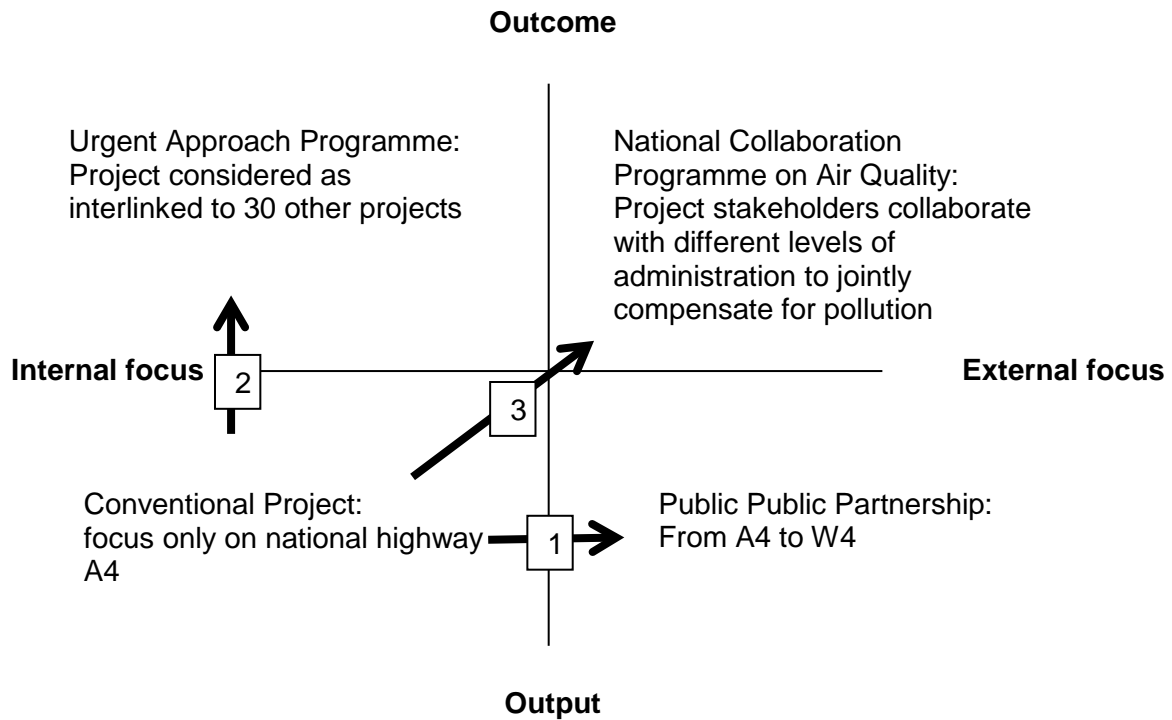 Outcome
Urgent Approach Programme:
Project considered as
interlinked to 30 other projects
National Collaboration
Programme on Air Quality:
Project stakeholders collaborate
with different levels of
administration to jointly
compensate for pollution
Internal focus
2
External focus
3
Conventional Project:
focus only on national highway
A4
1
Public Public Partnership:
From A4 to W4
Output